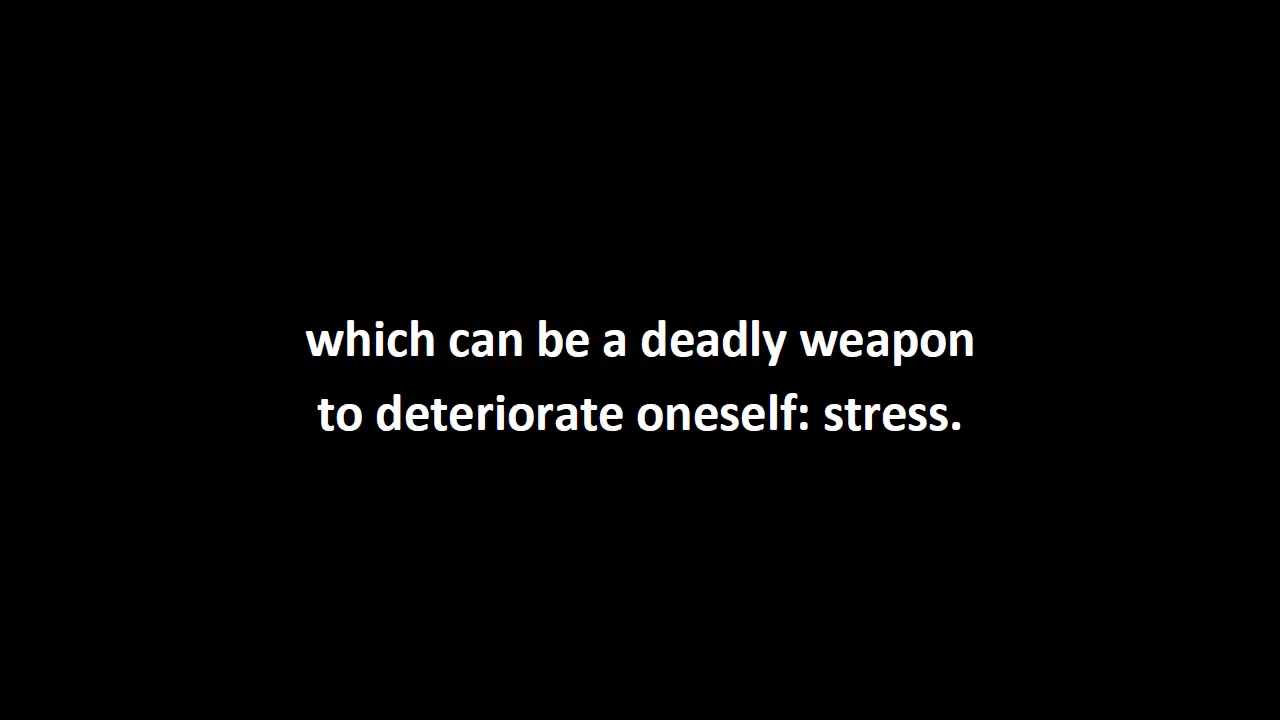 which can be a deadly weapon
to deteriorate oneself: stress.